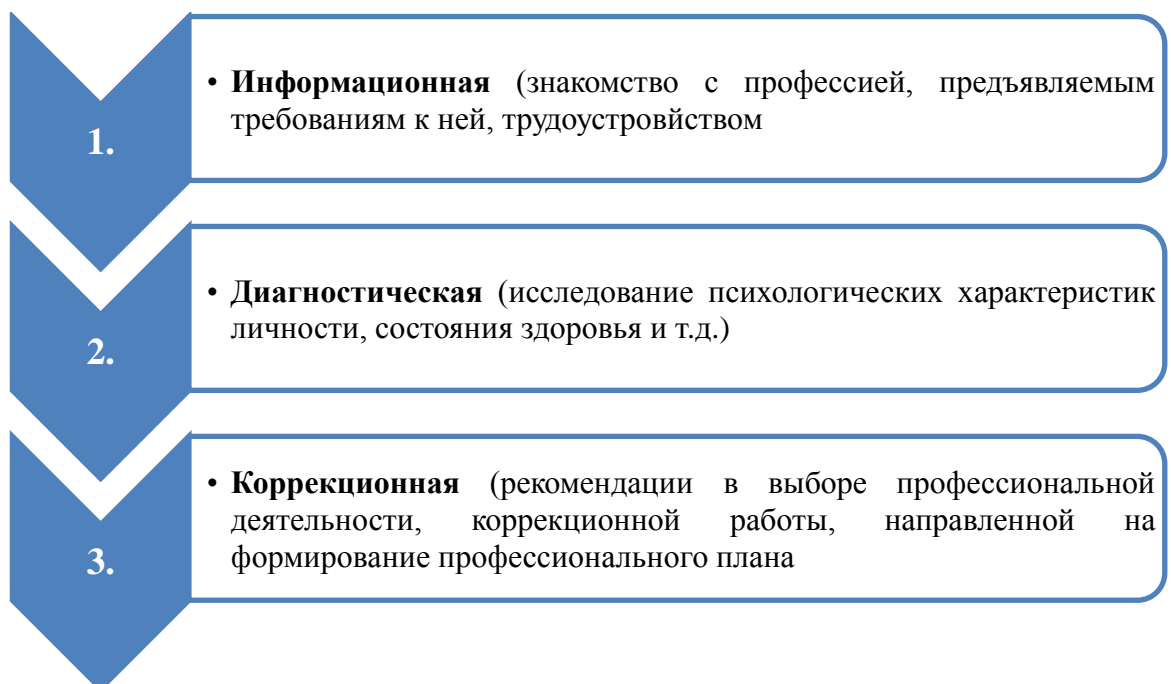 1.
• Информационная (знакомство с профессией, предъявляемым
требованиям к ней, трудоустровйством
2.
• Диагностическая (исследование психологических характеристик
личности, состояния здоровья и т.д.)
3.
• Коррекционная (рекомендации в выборе профессиональной
деятельности, коррекционной работы, направленной на
формирование профессионального плана